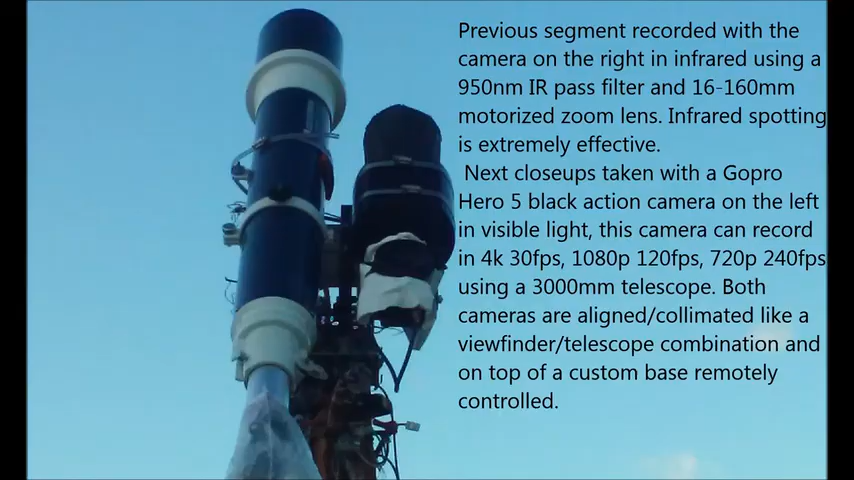 Previous segment recorded with the
camera on the right in infrared using a
950nm IR pass filter and 16-160mm
motorized zoom lens. Infrared spotting
is extremely effective.
Next closeups taken with a Gopro
Hero 5 black action camera on the left
in visible light, this camera can record
in 4k 30fps, 1080p 120fps, 720p 240fps
using a 3000mm telescope. Both
cameras are aligned/collimated like a
viewfinder/telescope combination and
on top of a custom base remotely
controlled.